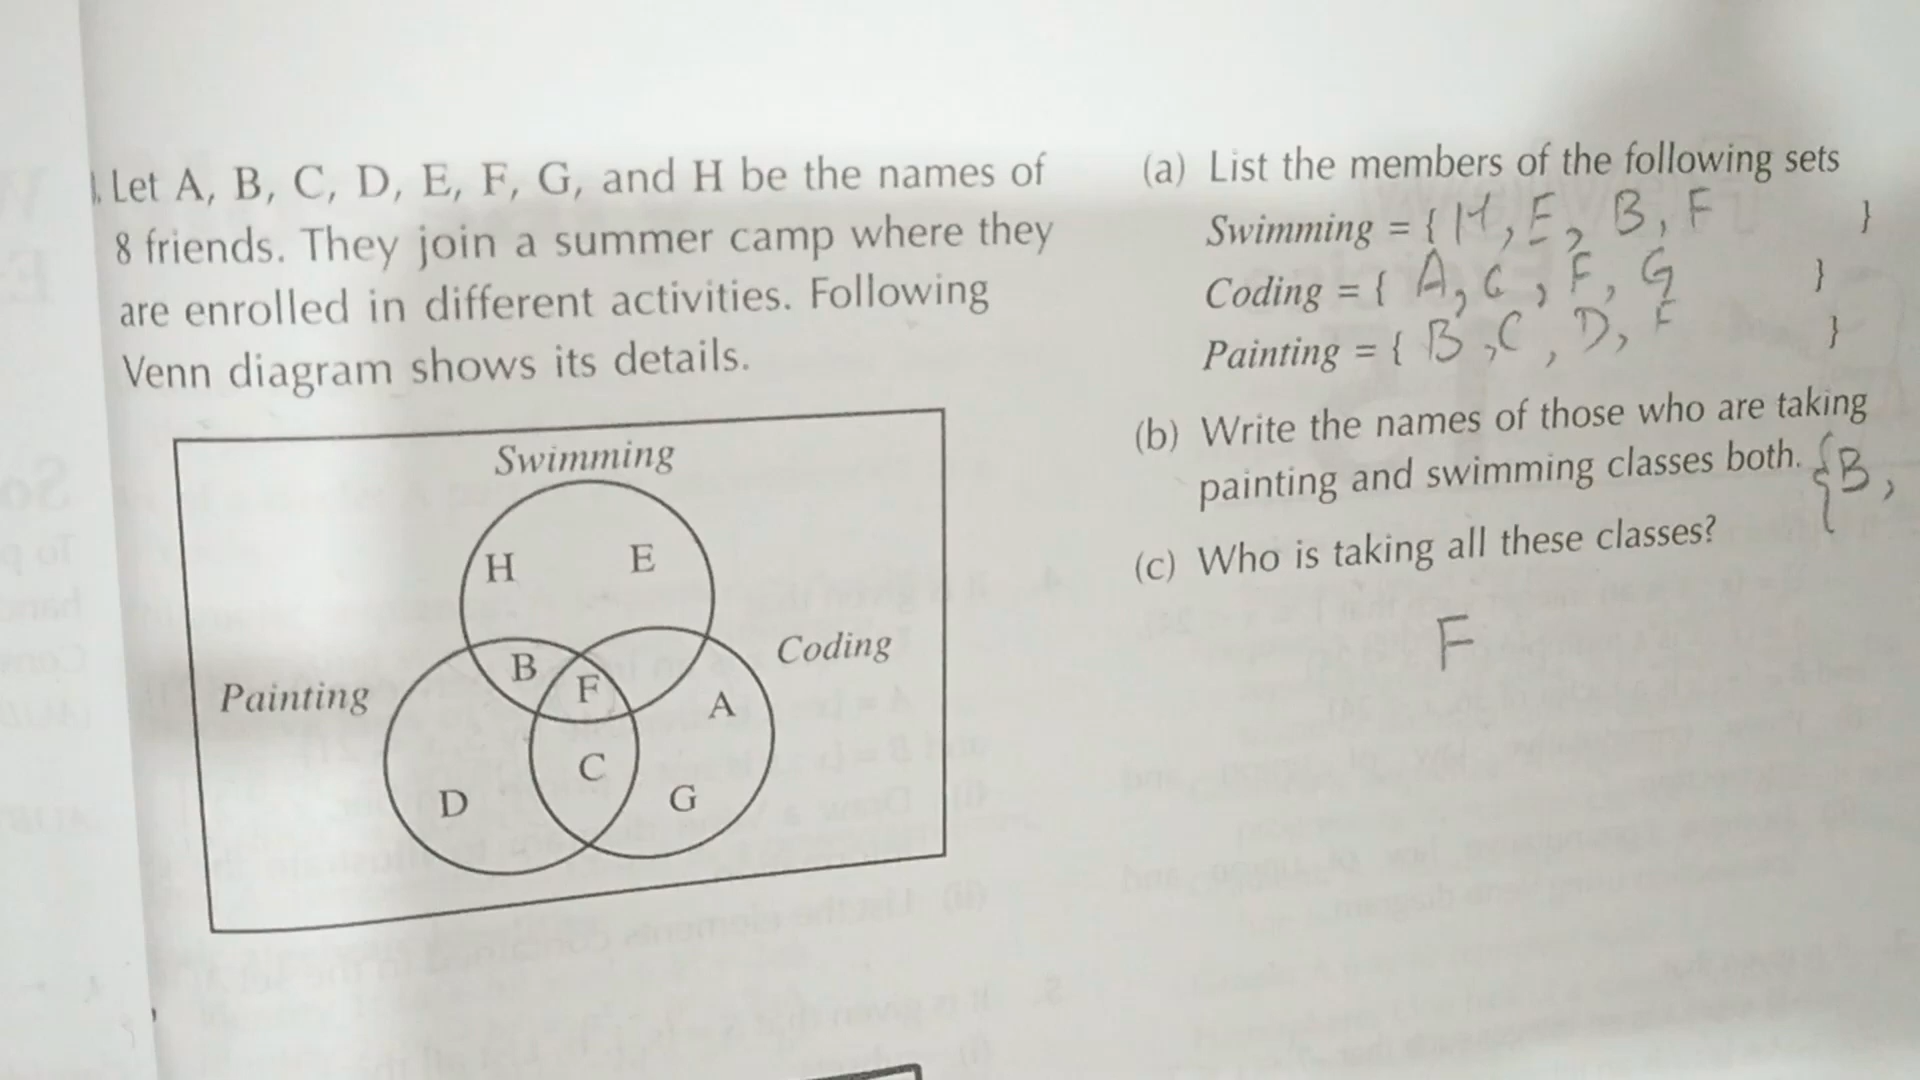 Let A, B, C, D, E, F, G, and H be the names of
8 friends. They join a summer camp where they
are enrolled in different activities. Following
Venn diagram shows its details.
Swimming
H E
Coding
B
F
Painting
A
C
D
G
(a) List the members of the following sets
Swimming = { H, E, B, F }
Coding = { A, C, F, G }
Painting = { B, C, D, F }
(b) Write the names of those who are taking
painting and swimming classes both. {B,
(c) Who is taking all these classes?
F